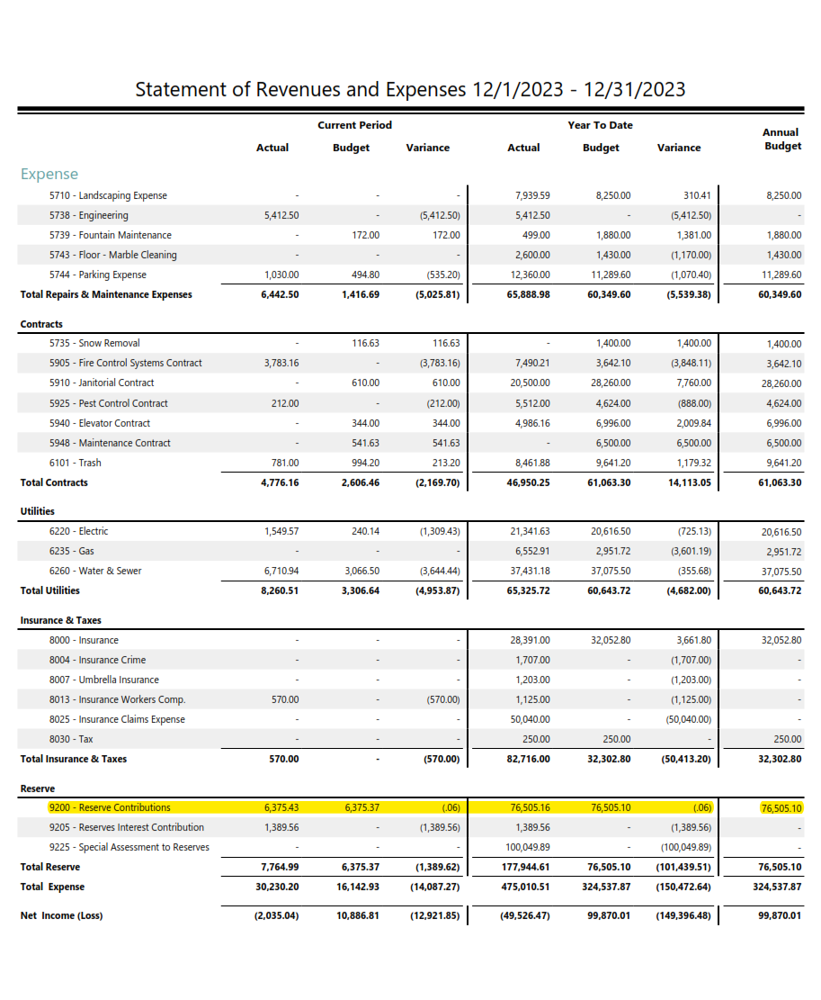 Statement of Revenues and Expenses 12/1/2023 - 12/31/2023
Current Period Year To Date Annual
Actual Budget Variance Actual Budget Variance Budget
Expense
5710 - Landscaping Expense - - - 7,939.59 8,250.00 310.41 8,250.00
5738 - Engineering 5,412.50 - (5,412.50) 5,412.50 - (5,412.50) -
5739 - Fountain Maintenance - 172.00 172.00 499.00 1,880.00 1,381.00 1,880.00
5743 - Floor - Marble Cleaning - - - 2,600.00 1,430.00 (1,170.00) 1,430.00
5744 - Parking Expense 1,030.00 494.80 (535.20) 12,360.00 11,289.60 (1,070.40) 11,289.60
Total Repairs & Maintenance Expenses 6,442.50 1,416.69 (5,025.81) 65,888.98 60,349.60 (5,539.38) 60,349.60
Contracts
5735 - Snow Removal - 116.63 116.63 - 1,400.00 1,400.00 1,400.00
5905 - Fire Control Systems Contract 3,783.16 - (3,783.16) 7,490.21 3,642.10 (3,848.11) 3,642.10
5910 - Janitorial Contract - 610.00 610.00 20,500.00 28,260.00 7,760.00 28,260.00
5925 - Pest Control Contract 212.00 - (212.00) 5,512.00 4,624.00 (888.00) 4,624.00
5940 - Elevator Contract - 344.00 344.00 4,986.16 6,996.00 2,009.84 6,996.00
5948 - Maintenance Contract - 541.63 541.63 - 6,500.00 6,500.00 6,500.00
6101 - Trash 781.00 994.20 213.20 8,461.88 9,641.20 1,179.32 9,641.20
Total Contracts 4,776.16 2,606.46 (2,169.70) 46,950.25 61,063.30 14,113.05 61,063.30
Utilities
6220 - Electric 1,549.57 240.14 (1,309.43) 21,341.63 20,616.50 (725.13) 20,616.50
6235 - Gas - - - 6,552.91 2,951.72 (3,601.19) 2,951.72
6260 - Water & Sewer 6,710.94 3,066.50 (3,644.44) 37,431.18 37,075.50 (355.68) 37,075.50
Total Utilities 8,260.51 3,306.64 (4,953.87) 65,325.72 60,643.72 (4,682.00) 60,643.72
Insurance & Taxes
8000 - Insurance - - - 28,391.00 32,052.80 3,661.80 32,052.80
8004 - Insurance Crime - - - 1,707.00 - (1,707.00) -
8007 - Umbrella Insurance - - - 1,203.00 - (1,203.00) -
8013 - Insurance Workers Comp. 570.00 - (570.00) 1,125.00 - (1,125.00) -
8025 - Insurance Claims Expense - - - 50,040.00 - (50,040.00) -
8030 - Tax - - - 250.00 250.00 - 250.00
Total Insurance & Taxes 570.00 - (570.00) 82,716.00 32,302.80 (50,413.20) 32,302.80
Reserve
9200 - Reserve Contributions 6,375.43 6,375.37 (.06) 76,505.16 76,505.10 (.06) 76,505.10
9205 - Reserves Interest Contribution 1,389.56 - (1,389.56) 1,389.56 - (1,389.56) -
9225 - Special Assessment to Reserves - - - 100,049.89 - (100,049.89) -
Total Reserve 7,764.99 6,375.37 (1,389.62) 177,944.61 76,505.10 (101,439.51) 76,505.10
Total Expense 30,230.20 16,142.93 (14,087.27) 475,010.51 324,537.87 (150,472.64) 324,537.87
Net Income (Loss) (2,035.04) 10,886.81 (12,921.85) (49,526.47) 99,870.01 (149,396.48) 99,870.01